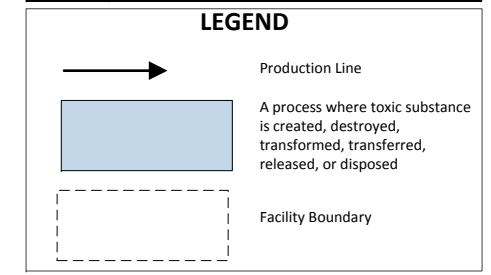 LEGEND
Production Line
A process where toxic substance
is created, destroyed,
transformed, transferred,
released, or disposed
Facility Boundary